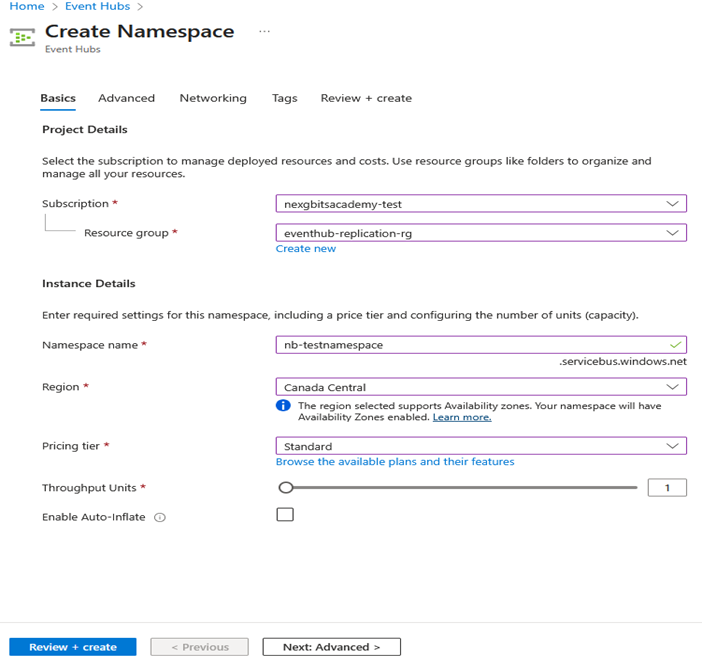 Home > Event Hubs >
Create Namespace ...
Event Hubs
Basics Advanced Networking Tags Review + create
Project Details
Select the subscription to manage deployed resources and costs. Use resource groups like folders to organize and
manage all your resources.
Subscription * nexgbitsacademy-test
Resource group * eventhub-replication-rg
Create new
Instance Details
Enter required settings for this namespace, including a price tier and configuring the number of units (capacity).
Namespace name * nb-testnamespace
.servicebus.windows.net
Region * Canada Central
The region selected supports Availability zones. Your namespace will have
Availability Zones enabled. Learn more.
Pricing tier * Standard
Browse the available plans and their features
Throughput Units * 1
Enable Auto-Inflate
Review + create < Previous Next: Advanced >